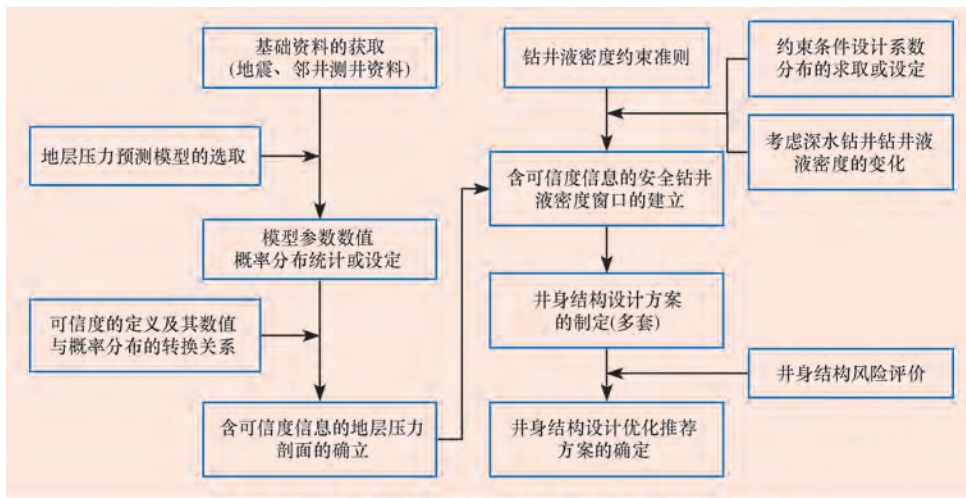 基础资料的获取
(地震、邻井测井资料)
地层压力预测模型的选取
模型参数数值
概率分布统计或设定
可信度的定义及其数值
与概率分布的转换关系
含可信度信息的地层压力
剖面的确立
钻井液密度约束准则
约束条件设计系数
分布的求取或设定
考虑深水钻井钻井液
液密度的变化
含可信度信息的安全钻井
液密度窗口的建立
井身结构设计方案
的制定(多套)
井身结构风险评价
井身结构设计优化推荐
方案的确定